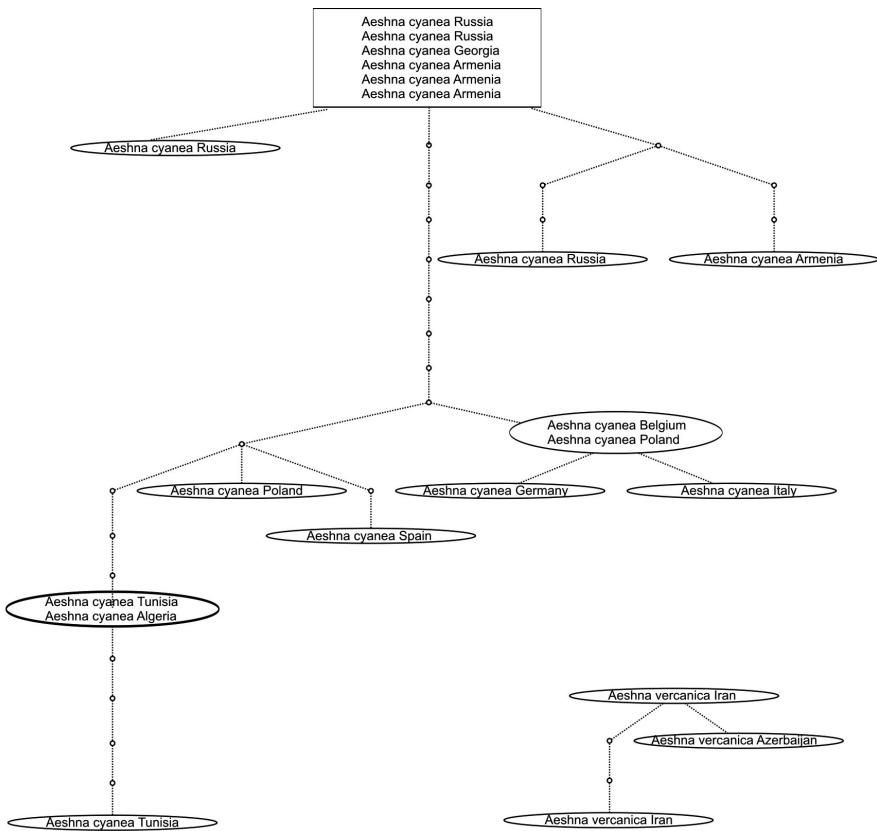 Aeshna cyanea Russia
Aeshna cyanea Russia
Aeshna cyanea Georgia
Aeshna cyanea Armenia
Aeshna cyanea Armenia
Aeshna cyanea Armenia
Aeshna cyanea Russia
Aeshna cyanea Russia
Aeshna cyanea Armenia
Aeshna cyanea Belgium
Aeshna cyanea Poland
Aeshna cyanea Poland
Aeshna cyanea Germany
Aeshna cyanea Italy
Aeshna cyanea Spain
Aeshna cyanea Tunisia
Aeshna cyanea Algeria
Aeshna vercanica Iran
Aeshna vercanica Azerbaijan
Aeshna cyanea Tunisia
Aeshna vercanica Iran